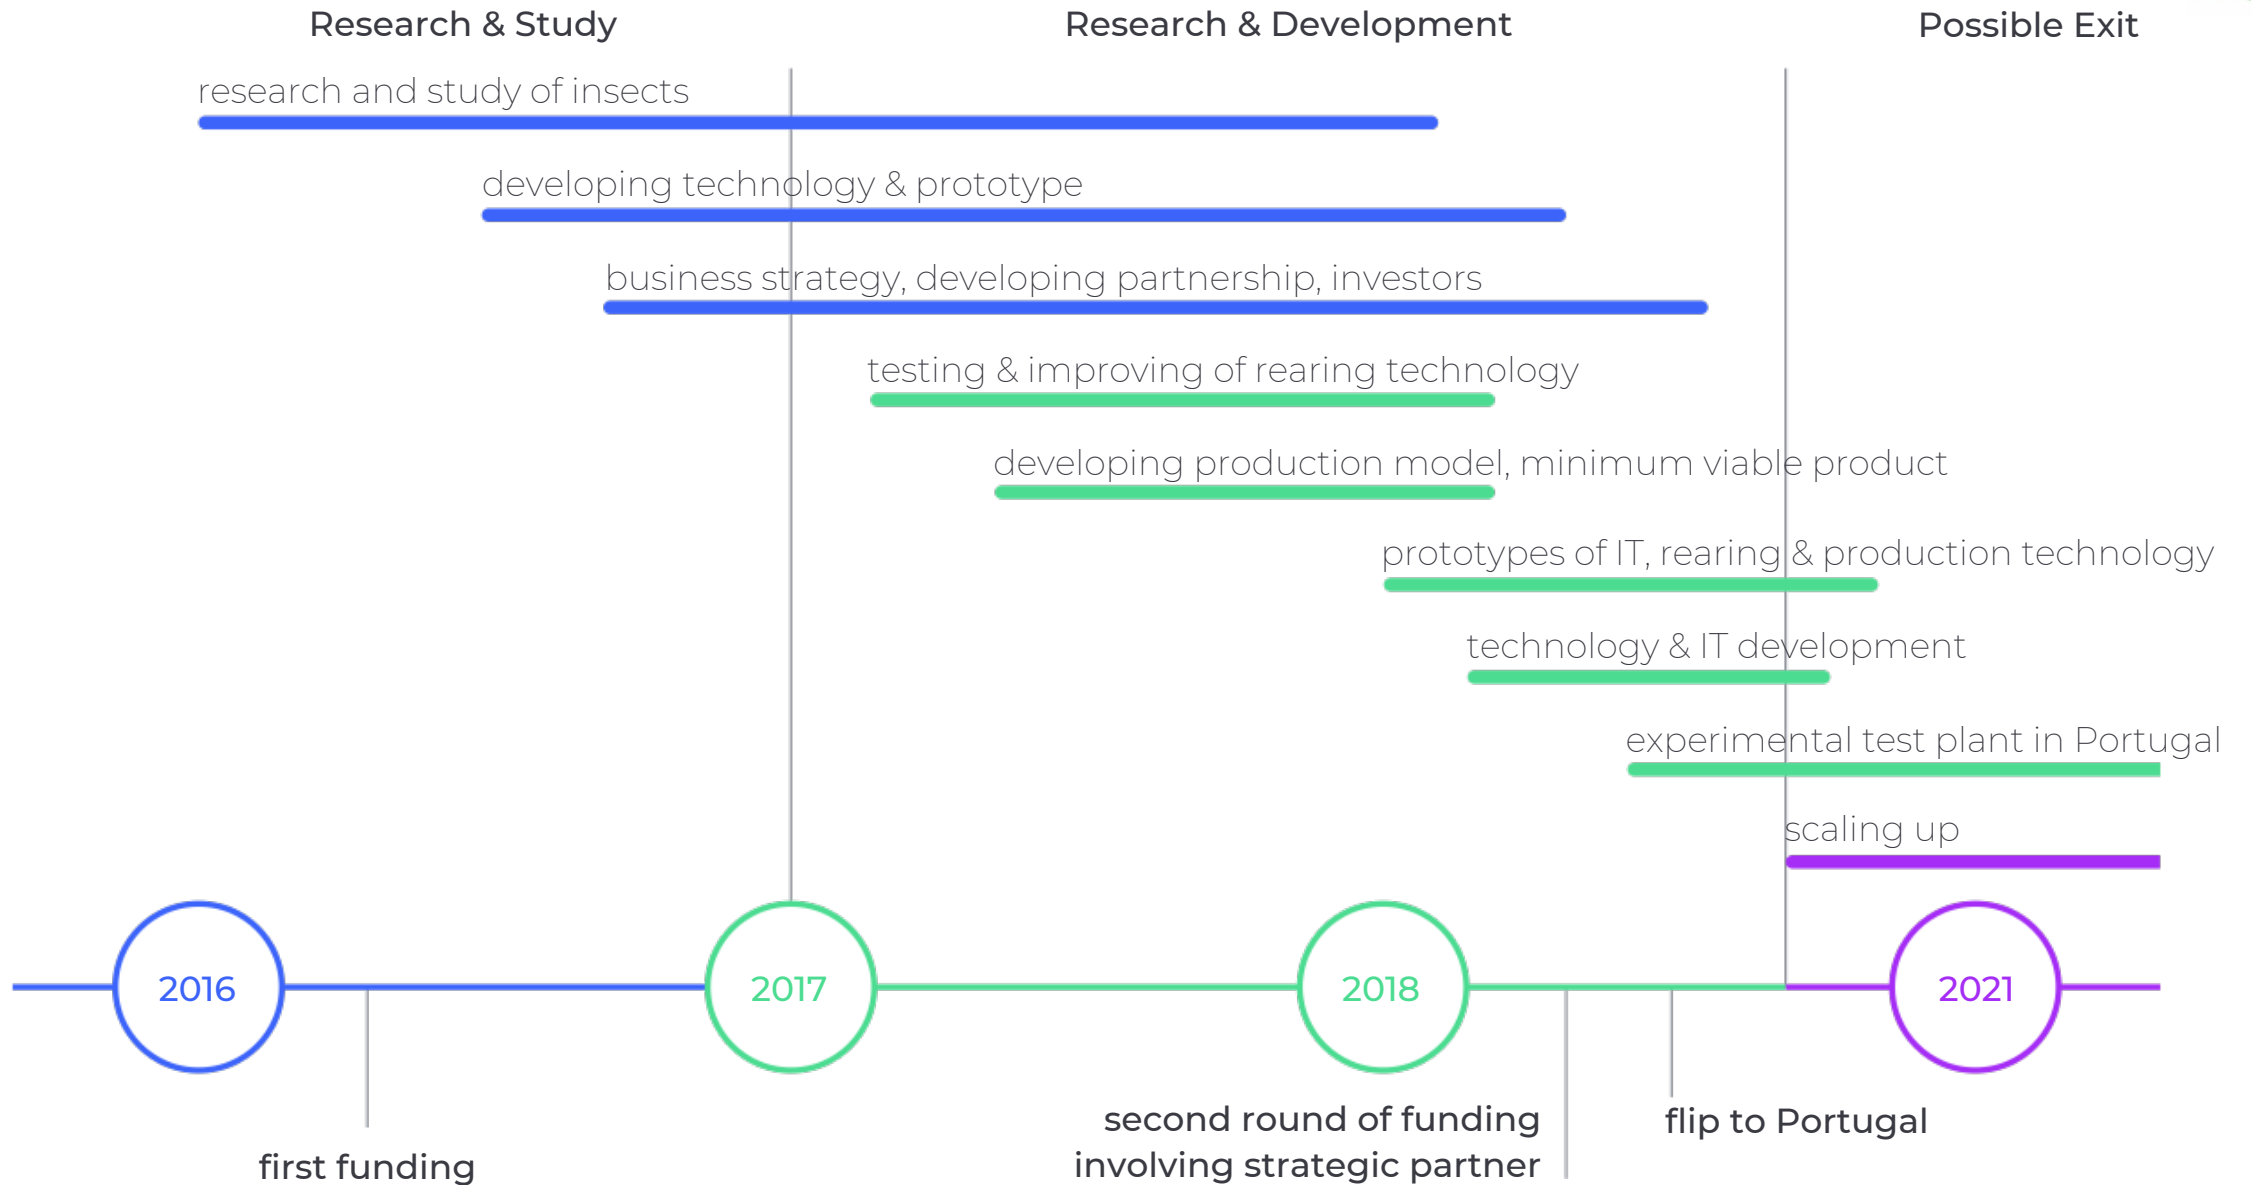 Research & Study
Research & Development
Possible Exit
research and study of insects
developing technology & prototype
business strategy, developing partnership, investors
testing & improving of rearing technology
developing production model, minimum viable product
prototypes of IT, rearing & production technology
technology & IT development
experimental test plant in Portugal
scaling up
2016
2017
2018
2021
first funding
second round of funding
involving strategic partner
flip to Portugal